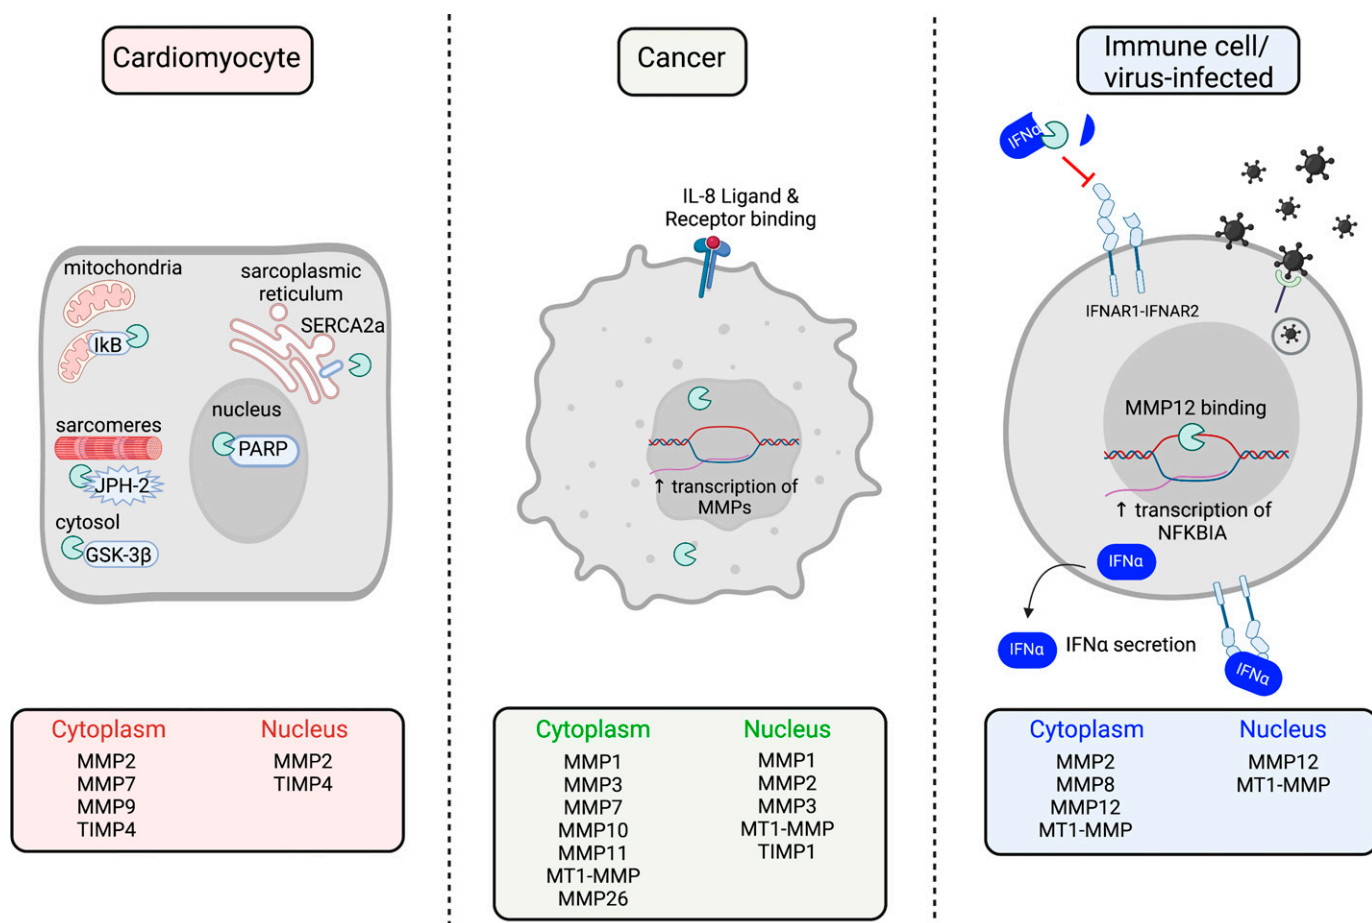 Cardiomyocyte
mitochondria
IkB
sarcoplasmic
reticulum
SERCA2a
nucleus
PARP
sarcomeres
JPH-2
cytosol
GSK-3β
Cytoplasm
MMP2
MMP7
MMP9
TIMP4
Nucleus
MMP2
TIMP4
Cancer
IL-8 Ligand &
Receptor binding
↑ transcription of
MMPs
Cytoplasm
MMP1
MMP3
MMP7
MMP10
MMP11
MT1-MMP
MMP26
Nucleus
MMP1
MMP2
MMP3
MT1-MMP
TIMP1
Immune cell/
virus-infected
IFNα
IFNAR1-IFNAR2
MMP12 binding
↑ transcription of
NFKBIA
IFNα
IFNα
IFNα secretion
IFNα
Cytoplasm
MMP2
MMP8
MMP12
MT1-MMP
Nucleus
MMP12
MT1-MMP